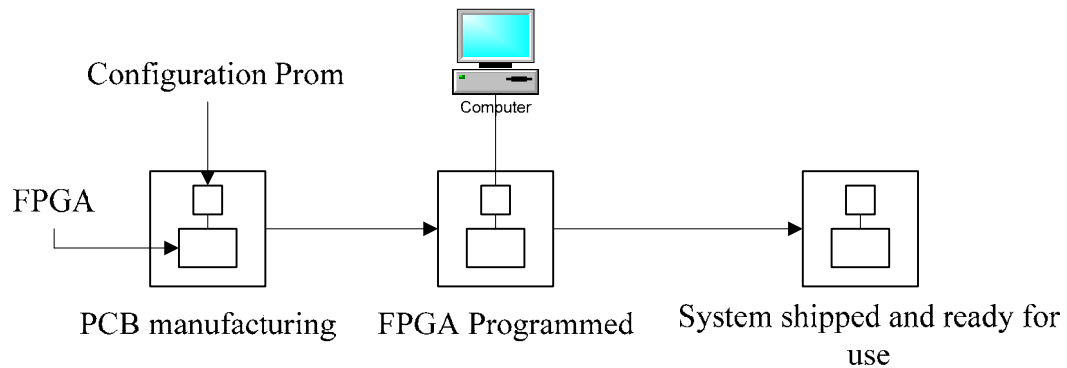 Configuration Prom
Computer
FPGA
PCB manufacturing
FPGA Programmed
System shipped and ready for
use